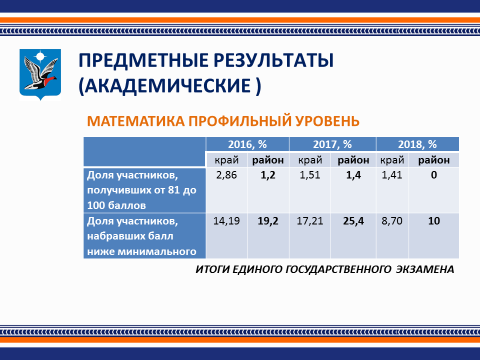 ПРЕДМЕТНЫЕ РЕЗУЛЬТАТЫ
(АКАДЕМИЧЕСКИЕ )
МАТЕМАТИКА ПРОФИЛЬНЫЙ УРОВЕНЬ
2016, % 2017, % 2018, %
край район край район край район
Доля участников, получивших от 81 до 100 баллов 2,86 1,2 1,51 1,4 1,41 0
Доля участников, набравших балл ниже минимального 14,19 19,2 17,21 25,4 8,70 10
ИТОГИ ЕДИНОГО ГОСУДАРСТВЕННОГО ЭКЗАМЕНА